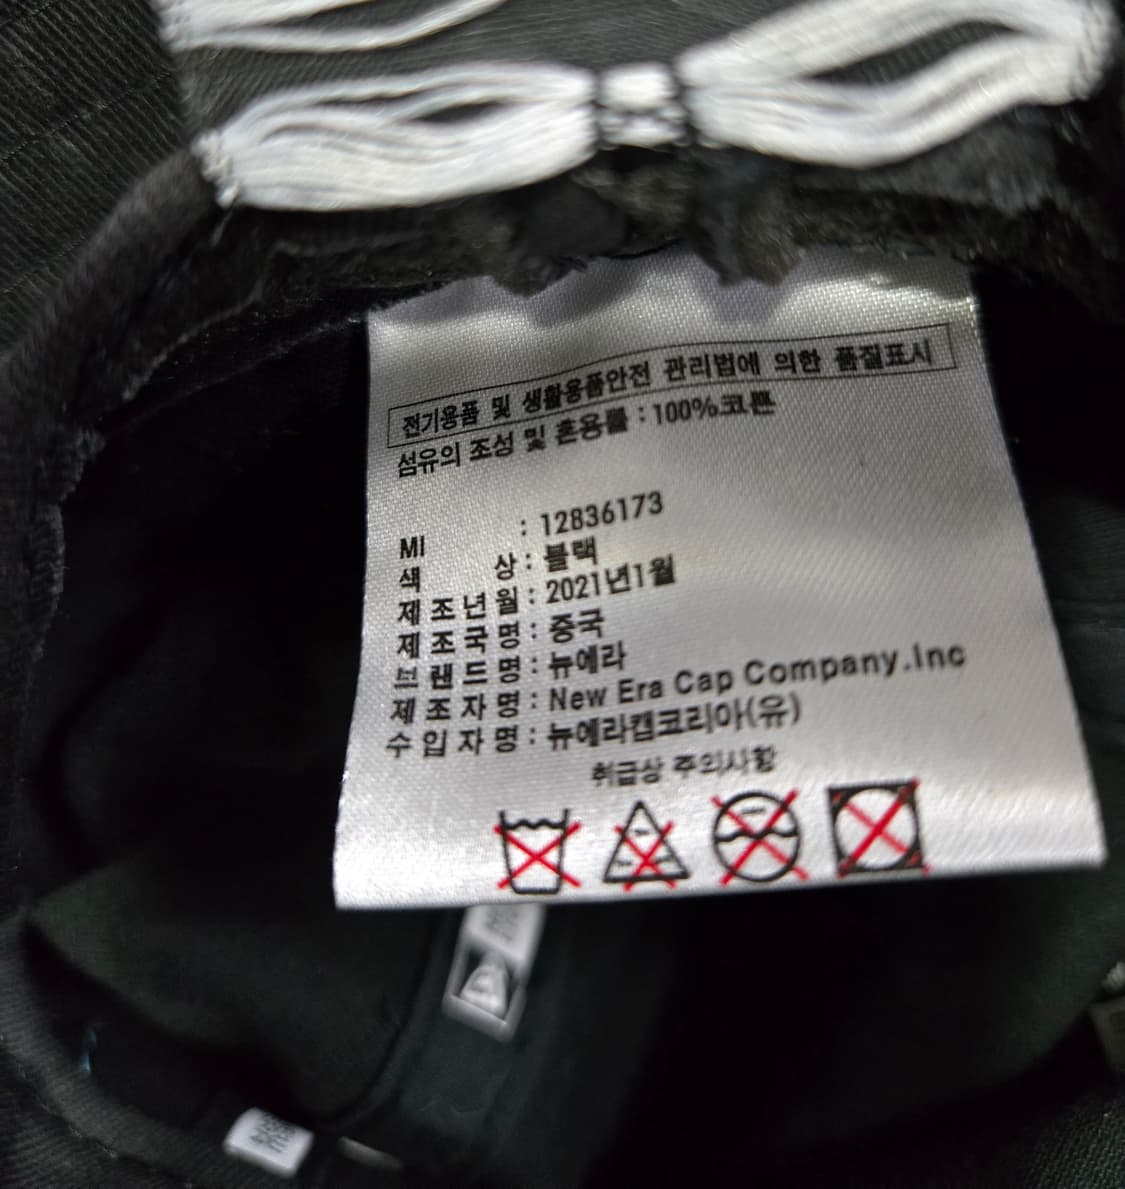 전기용품 및 생활용품안전 관리법에 의한 품질표시
섬유의 조성 및 혼용률 : 100%코튼
MI : 12836173
색 상 : 블랙
제조년월 : 2021년1월
제조국명 : 중국
브랜드명 : 뉴에라
제조자명 : New Era Cap Company.Inc
수입자명 : 뉴에라캡코리아(유)
취급상 주의사항